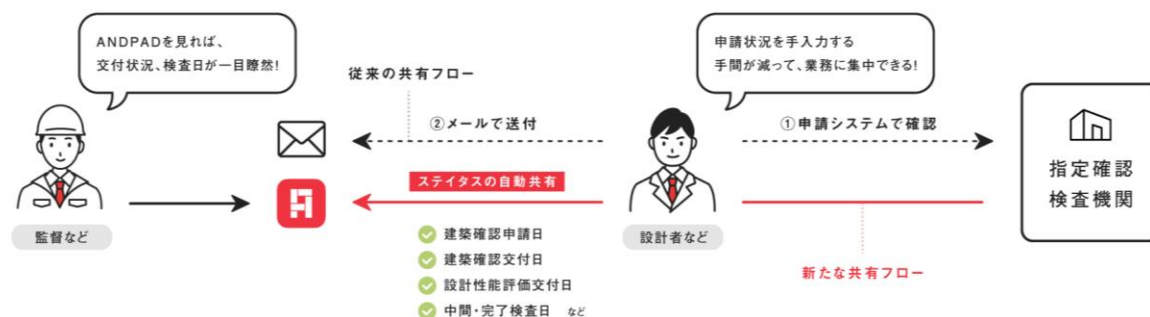 ANDPADを見れば、
交付状況、検査日が一目瞭然!
監督など
従来の共有フロー
②メールで送付
ステイタスの自動共有
建築確認申請日
建築確認交付日
設計性能評価交付日
中間・完了検査日 など
申請状況を手入力する
手間が減って、業務に集中できる!
設計者など
①申請システムで確認
新たな共有フロー
指定確認
検査機関